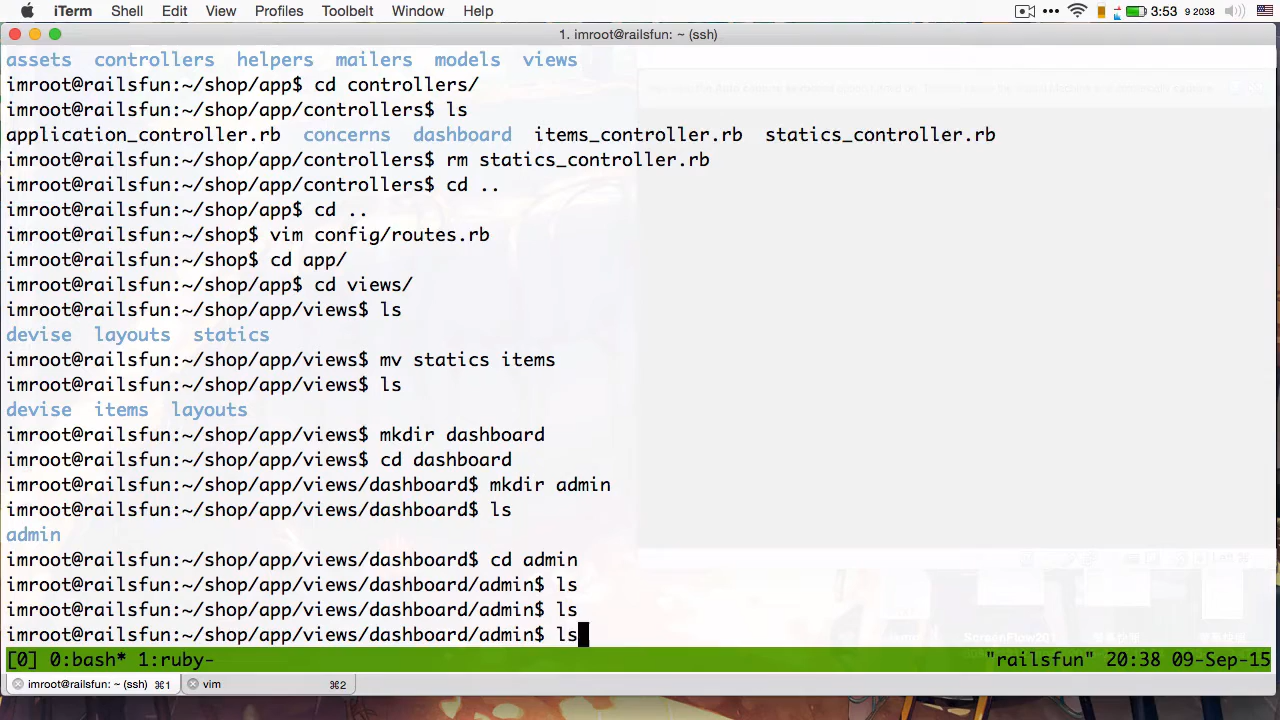 iTerm Shell Edit View Profiles Toolbelt Window Help 3:53 9 2038
1. imroot@railsfun: ~ (ssh)
assets controllers helpers mailers models views
imroot@railsfun:~/shop/app$ cd controllers/
imroot@railsfun:~/shop/app/controllers$ ls
application_controller.rb concerns dashboard items_controller.rb statics_controller.rb
imroot@railsfun:~/shop/app/controllers$ rm statics_controller.rb
imroot@railsfun:~/shop/app/controllers$ cd ..
imroot@railsfun:~/shop/app$ cd ..
imroot@railsfun:~/shop$ vim config/routes.rb
imroot@railsfun:~/shop$ cd app/
imroot@railsfun:~/shop/app$ cd views/
imroot@railsfun:~/shop/app/views$ ls
devise layouts statics
imroot@railsfun:~/shop/app/views$ mv statics items
imroot@railsfun:~/shop/app/views$ ls
devise items layouts
imroot@railsfun:~/shop/app/views$ mkdir dashboard
imroot@railsfun:~/shop/app/views$ cd dashboard
imroot@railsfun:~/shop/app/views/dashboard$ mkdir admin
imroot@railsfun:~/shop/app/views/dashboard$ ls
admin
imroot@railsfun:~/shop/app/views/dashboard$ cd admin
imroot@railsfun:~/shop/app/views/dashboard/admin$ ls
imroot@railsfun:~/shop/app/views/dashboard/admin$ ls
imroot@railsfun:~/shop/app/views/dashboard/admin$ ls
[0] 0:bash* 1:ruby- "railsfun" 20:38 09-Sep-15
imroot@railsfun: ~ (ssh) ⌘1 vim ⌘2